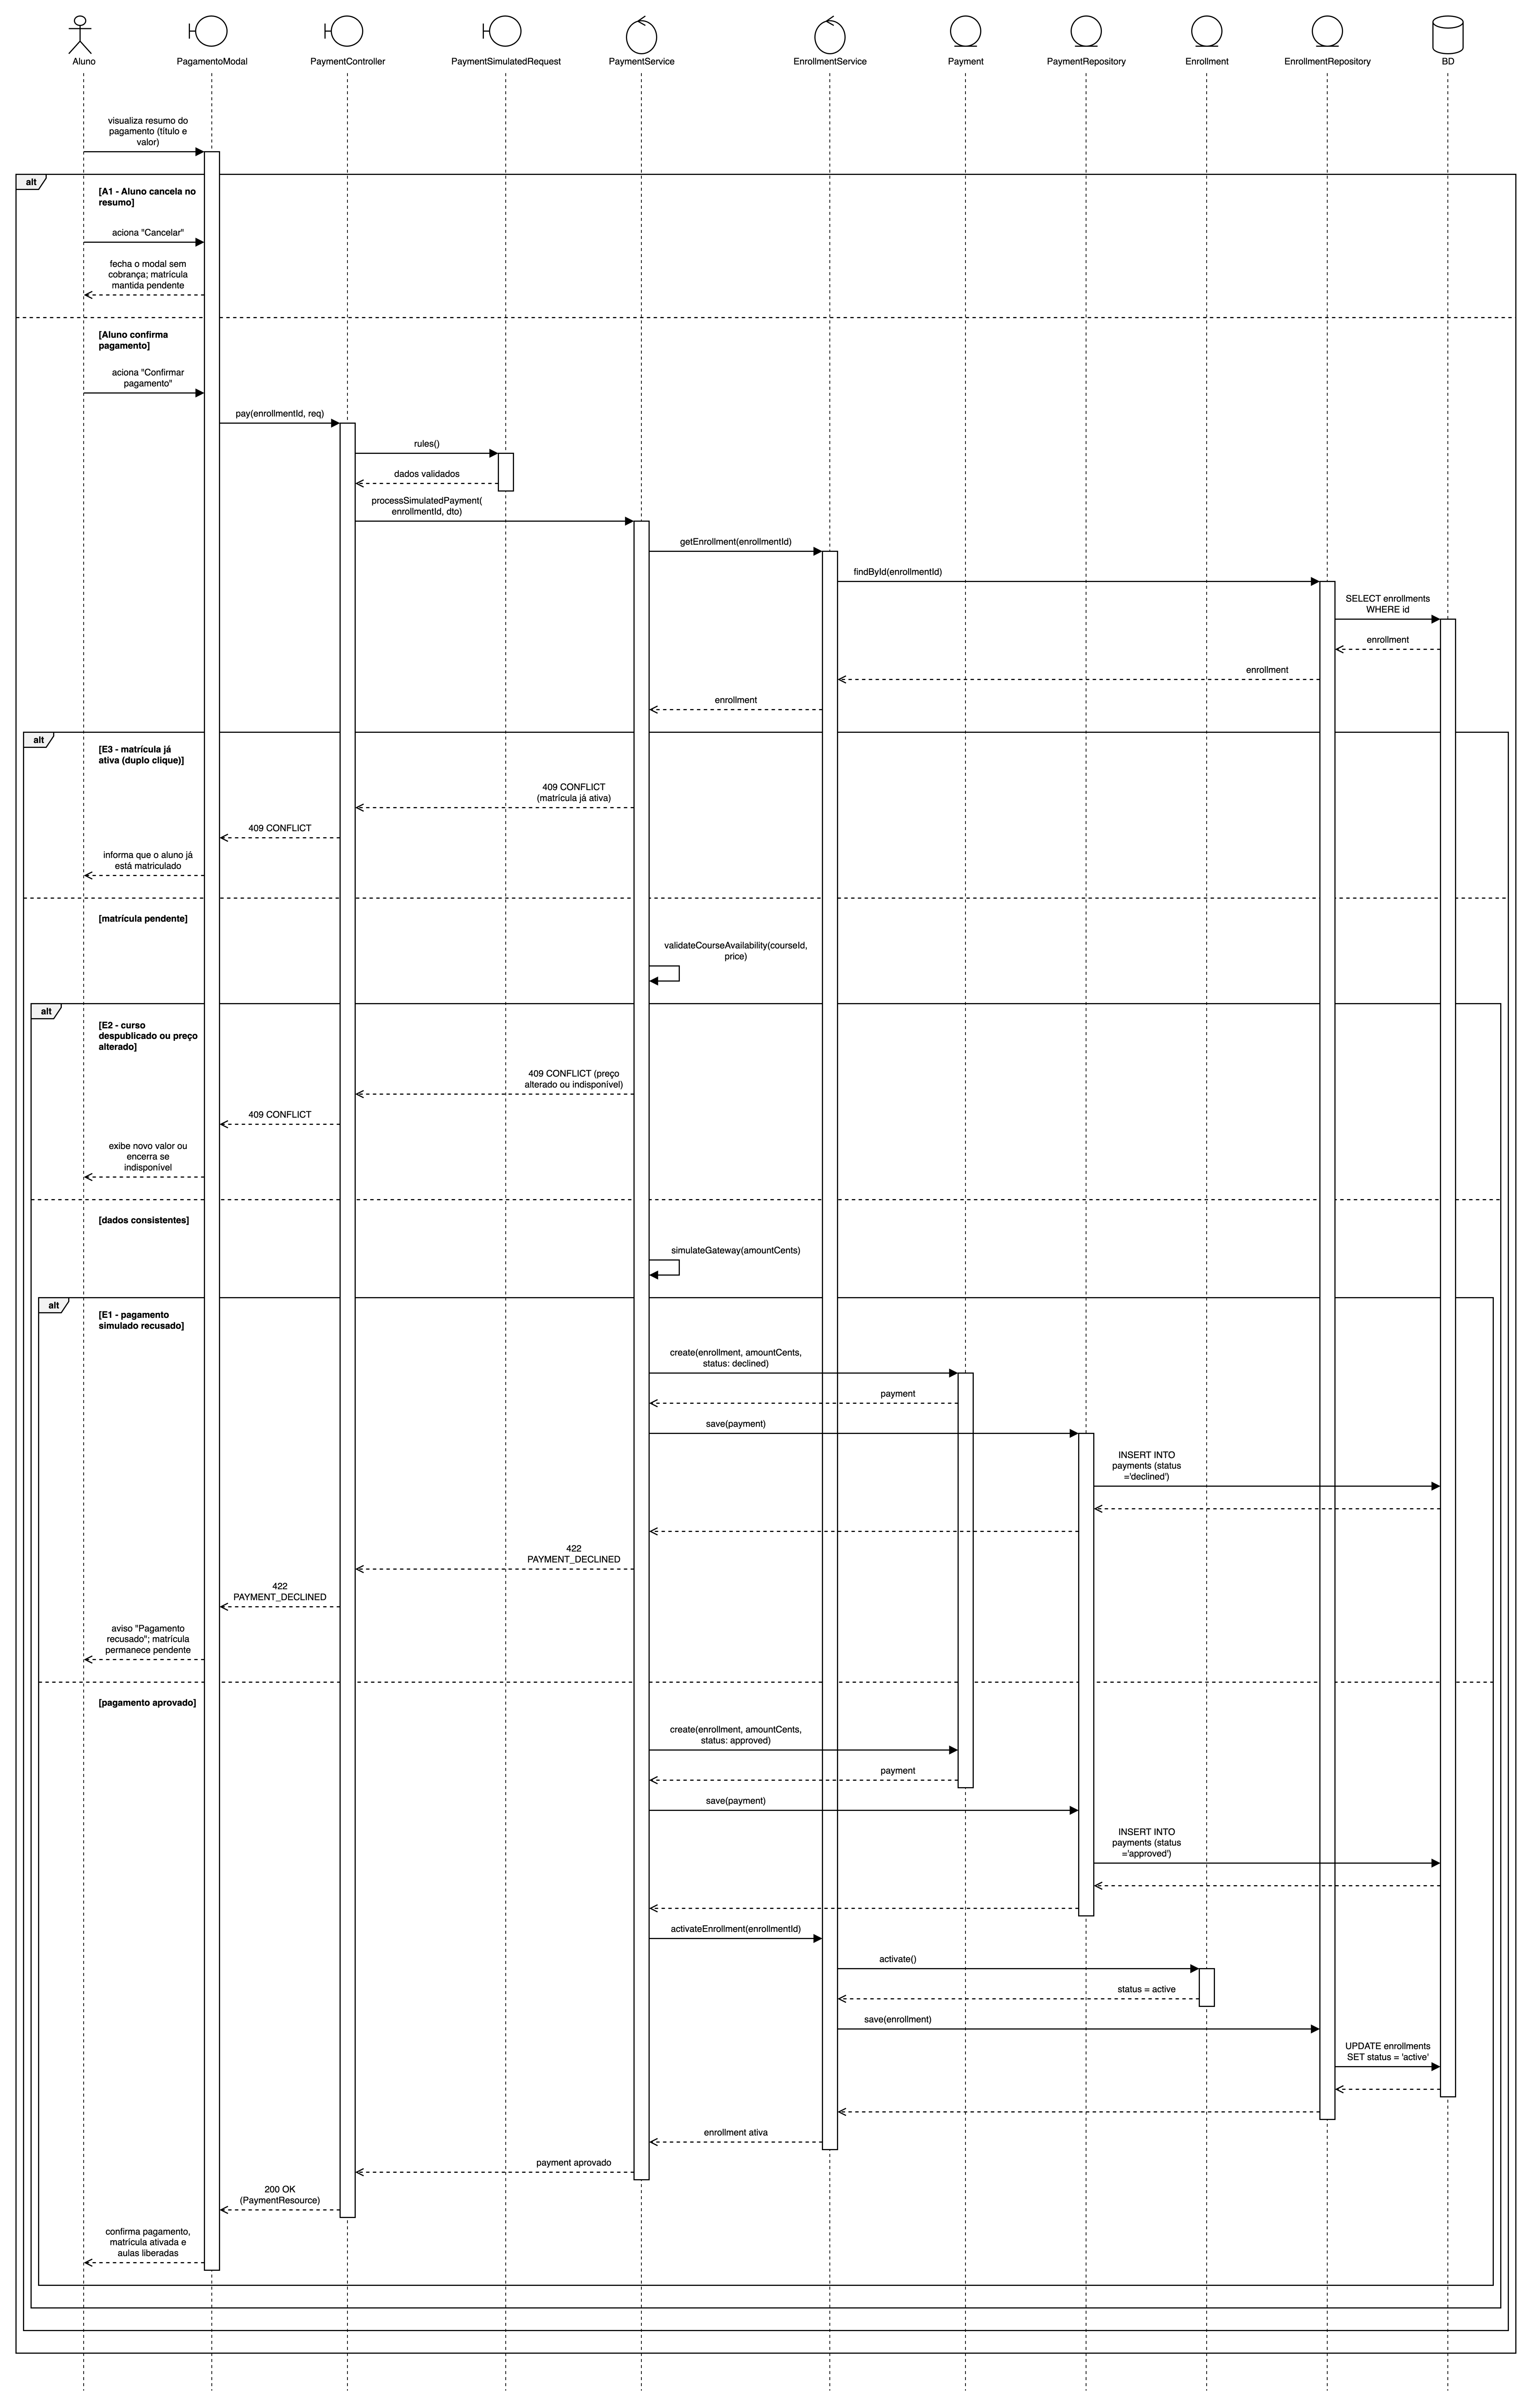 Aluno
PagamentoModal
PaymentController
PaymentSimulatedRequest
PaymentService
EnrollmentService
Payment
PaymentRepository
Enrollment
EnrollmentRepository
BD
visualiza resumo do
pagamento (título e
valor)
alt
[A1 - Aluno cancela no
resumo]
aciona "Cancelar"
fecha o modal sem
cobrança; matrícula
mantida pendente
[Aluno confirma
pagamento]
aciona "Confirmar
pagamento"
pay(enrollmentId, req)
rules()
dados validados
processSimulatedPayment(
enrollmentId, dto)
getEnrollment(enrollmentId)
findById(enrollmentId)
SELECT enrollments
WHERE id
enrollment
enrollment
enrollment
alt
[E3 - matrícula já
ativa (duplo clique)]
409 CONFLICT
(matrícula já ativa)
409 CONFLICT
informa que o aluno já
está matriculado
[matrícula pendente]
validateCourseAvailability(courseId,
price)
alt
[E2 - curso
despublicado ou preço
alterado]
409 CONFLICT (preço
alterado ou indisponível)
409 CONFLICT
exibe novo valor ou
encerra se
indisponível
[dados consistentes]
simulateGateway(amountCents)
alt
[E1 - pagamento
simulado recusado]
create(enrollment, amountCents,
status: declined)
payment
save(payment)
INSERT INTO
payments (status
='declined')
422
PAYMENT_DECLINED
422
PAYMENT_DECLINED
aviso "Pagamento
recusado"; matrícula
permanece pendente
[pagamento aprovado]
create(enrollment, amountCents,
status: approved)
payment
save(payment)
INSERT INTO
payments (status
='approved')
activateEnrollment(enrollmentId)
activate()
status = active
save(enrollment)
UPDATE enrollments
SET status = 'active'
enrollment ativa
payment aprovado
200 OK
(PaymentResource)
confirma pagamento,
matrícula ativada e
aulas liberadas